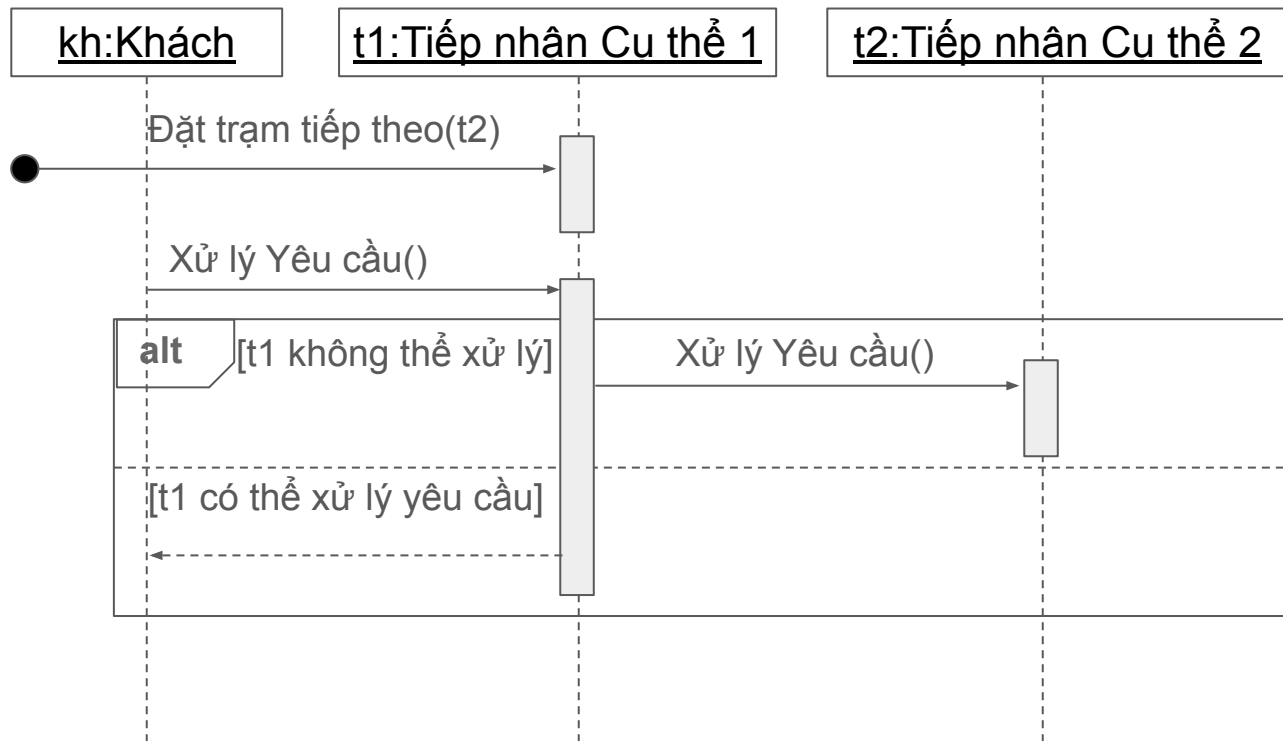 kh:Khách
t1:Tiếp nhận Cụ thể 1
t2:Tiếp nhận Cụ thể 2
Đặt trạm tiếp theo(t2)
Xử lý Yêu cầu()
alt
[t1 không thể xử lý]
Xử lý Yêu cầu()
[t1 có thể xử lý yêu cầu]